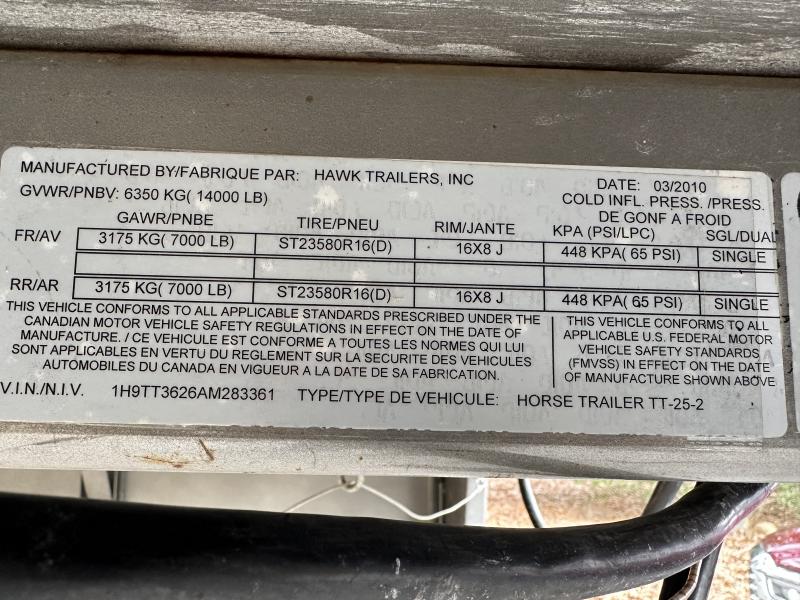 MANUFACTURED BY/FABRIQUE PAR: HAWK TRAILERS, INC DATE: 03/2010
GVWR/PNBV: 6350 KG( 14000 LB) COLD INFL. PRESS. /PRESS.
DE GONF A FROID
GAWR/PNBE TIRE/PNEU RIM/JANTE KPA (PSI/LPC) SGL/DUAL
FR/AV 3175 KG( 7000 LB) ST23580R16(D) 16X8 J 448 KPA( 65 PSI) SINGLE
RR/AR 3175 KG( 7000 LB) ST23580R16(D) 16X8 J 448 KPA( 65 PSI) SINGLE
THIS VEHICLE CONFORMS TO ALL APPLICABLE STANDARDS PRESCRIBED UNDER THE
CANADIAN MOTOR VEHICLE SAFETY REGULATIONS IN EFFECT ON THE DATE OF
MANUFACTURE. / CE VEHICULE EST CONFORME A TOUTES LES NORMES QUI LUI
SONT APPLICABLES EN VERTU DU REGLEMENT SUR LA SECURITE DES VEHICULES
AUTOMOBILES DU CANADA EN VIGUEUR A LA DATE DE SA FABRICATION.
THIS VEHICLE CONFORMS TO ALL
APPLICABLE U.S. FEDERAL MOTOR
VEHICLE SAFETY STANDARDS
(FMVSS) IN EFFECT ON THE DATE
OF MANUFACTURE SHOWN ABOVE
V.I.N./N.I.V. 1H9TT3626AM283361 TYPE/TYPE DE VEHICULE: HORSE TRAILER TT-25-2